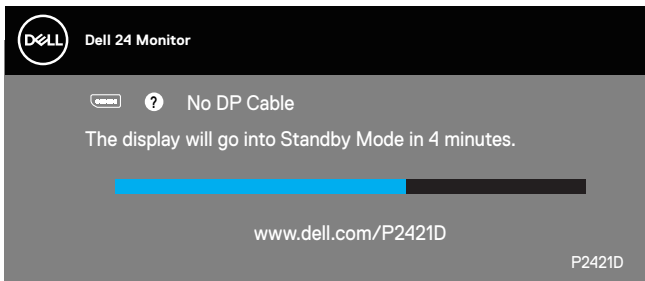 DELL
Dell 24 Monitor
? No DP Cable
The display will go into Standby Mode in 4 minutes.
www.dell.com/P2421D
P2421D